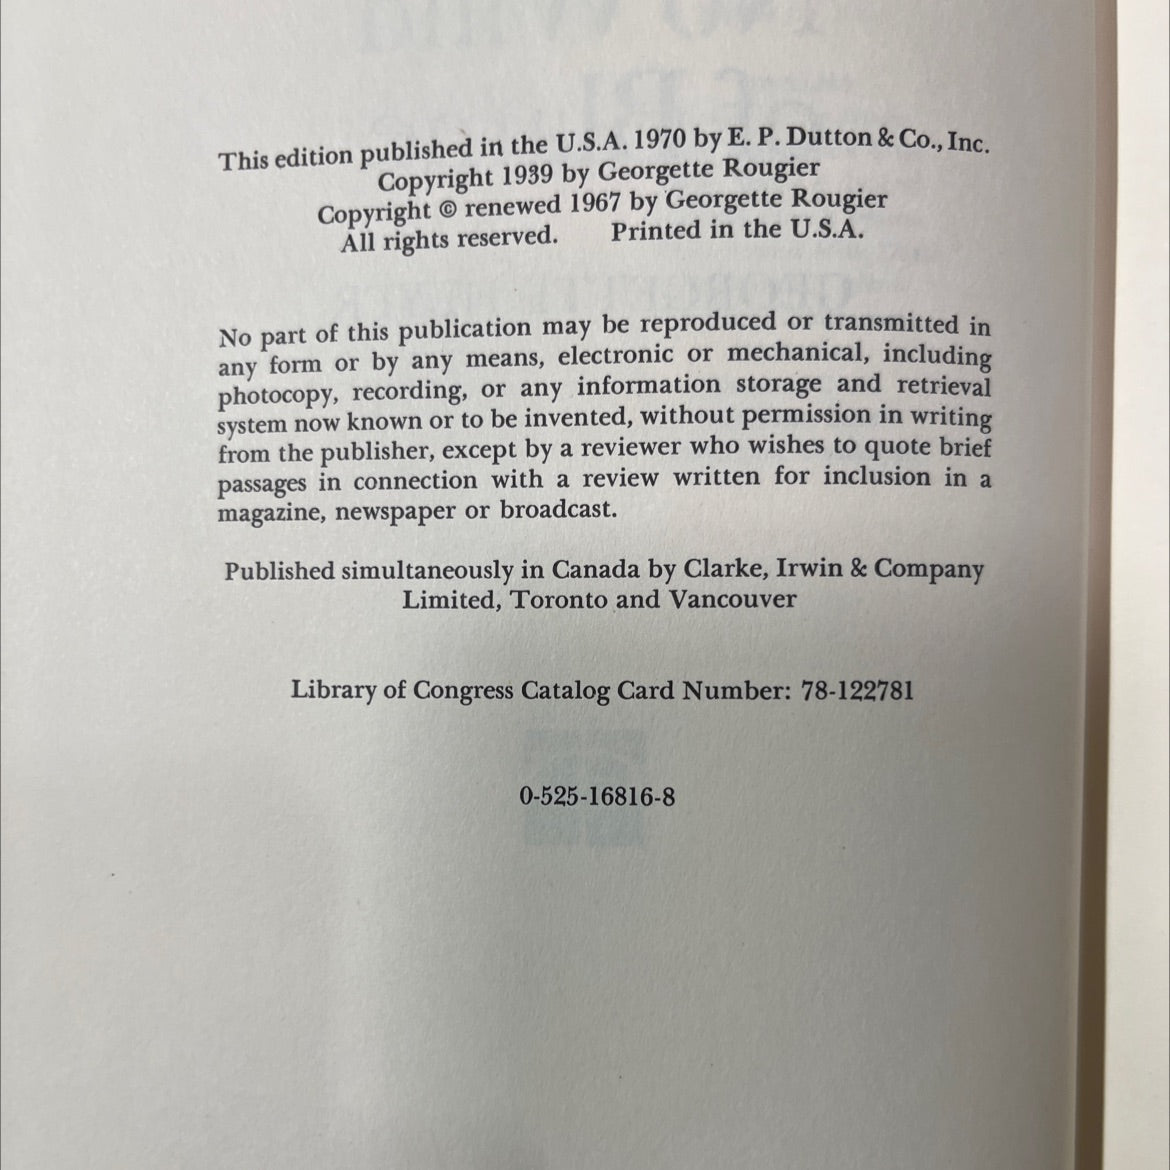 This edition published in the U.S.A. 1970 by E. P. Dutton & Co., Inc.
Copyright 1939 by Georgette Rougier
Copyright © renewed 1967 by Georgette Rougier
All rights reserved. Printed in the U.S.A.
No part of this publication may be reproduced or transmitted in
any form or by any means, electronic or mechanical, including
photocopy, recording, or any information storage and retrieval
system now known or to be invented, without permission in writing
from the publisher, except by a reviewer who wishes to quote brief
passages in connection with a review written for inclusion in a
magazine, newspaper or broadcast.
Published simultaneously in Canada by Clarke, Irwin & Company
Limited, Toronto and Vancouver
Library of Congress Catalog Card Number: 78-122781
0-525-16816-8